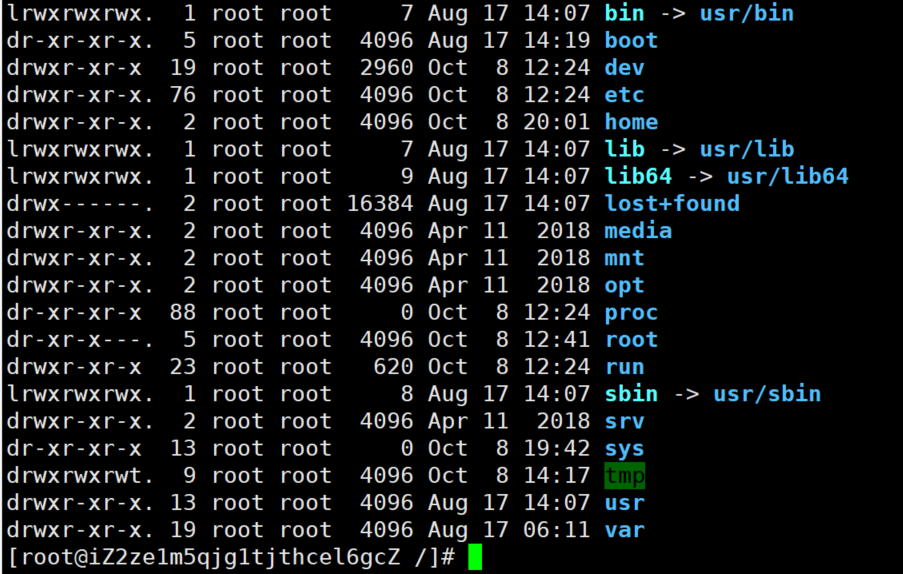 lrwxrwxrwx.  1 root root     7 Aug 17 14:07 bin -> usr/bin
dr-xr-xr-x.  5 root root  4096 Aug 17 14:19 boot
drwxr-xr-x  19 root root  2960 Oct  8 12:24 dev
drwxr-xr-x. 76 root root  4096 Oct  8 12:24 etc
drwxr-xr-x.  2 root root  4096 Oct  8 20:01 home
lrwxrwxrwx.  1 root root     7 Aug 17 14:07 lib -> usr/lib
lrwxrwxrwx.  1 root root     9 Aug 17 14:07 lib64 -> usr/lib64
drwx------.  2 root root 16384 Aug 17 14:07 lost+found
drwxr-xr-x.  2 root root  4096 Apr 11  2018 media
drwxr-xr-x.  2 root root  4096 Apr 11  2018 mnt
drwxr-xr-x.  2 root root  4096 Apr 11  2018 opt
dr-xr-xr-x  88 root root     0 Oct  8 12:24 proc
dr-xr-x---.  5 root root  4096 Oct  8 12:41 root
drwxr-xr-x  23 root root   620 Oct  8 12:24 run
lrwxrwxrwx.  1 root root     8 Aug 17 14:07 sbin -> usr/sbin
drwxr-xr-x.  2 root root  4096 Apr 11  2018 srv
dr-xr-xr-x  13 root root     0 Oct  8 19:42 sys
drwxrwxrwt.  9 root root  4096 Oct  8 14:17 tmp
drwxr-xr-x. 13 root root  4096 Aug 17 14:07 usr
drwxr-xr-x. 19 root root  4096 Aug 17 06:11 var
[root@iZ2ze1m5qjg1tjthcel6gcZ /]#